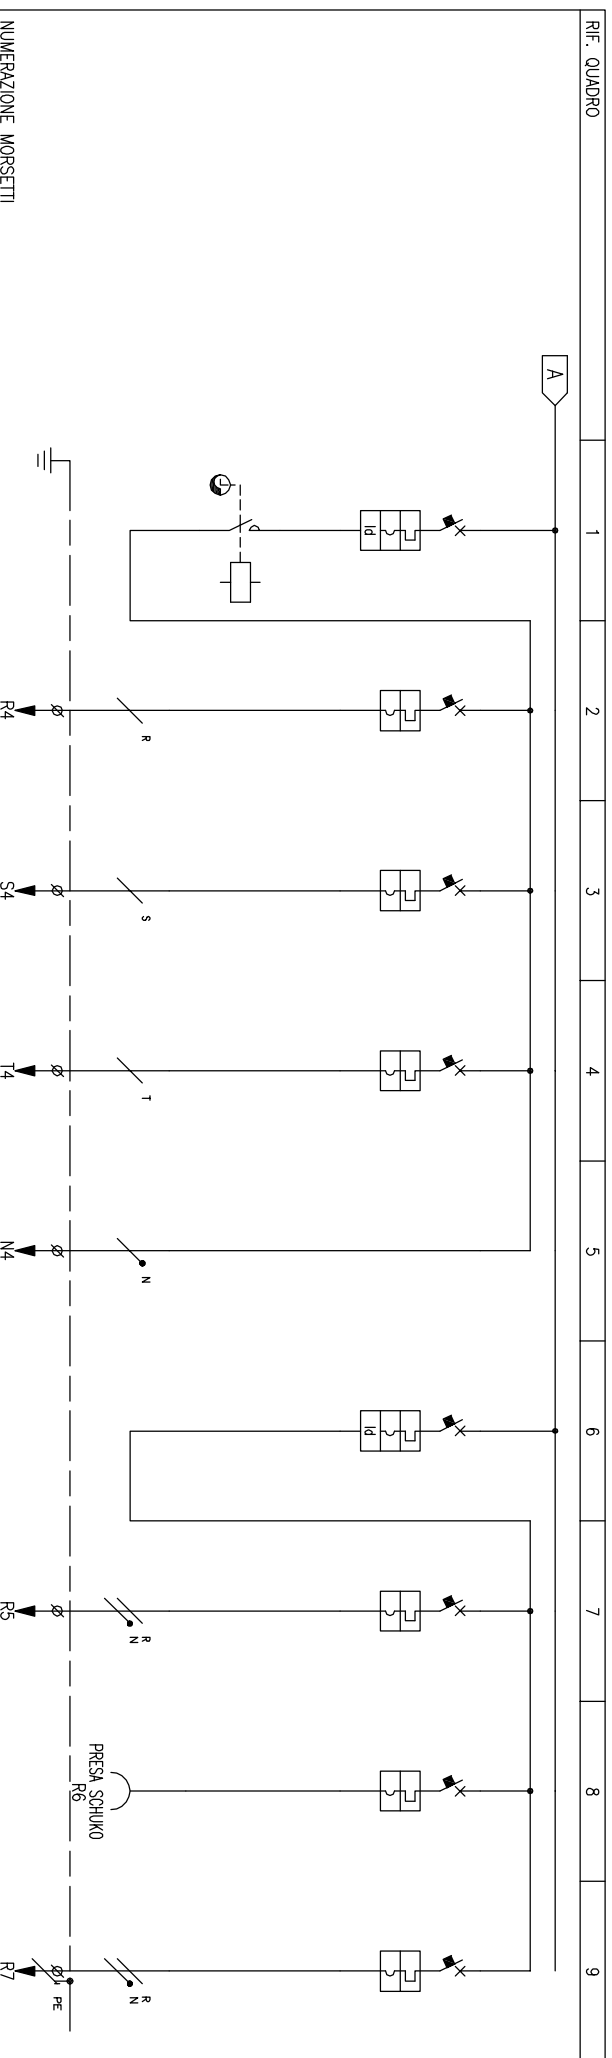 RIF. QUADRO
1
2
3
4
5
6
7
8
9
A
Id
Id
R
S
T
N
R
N
R
N
PRESA SCHUKO
R6
PE
NUMERAZIONE MORSETTI
R4
S4
T4
N4
R5
R7